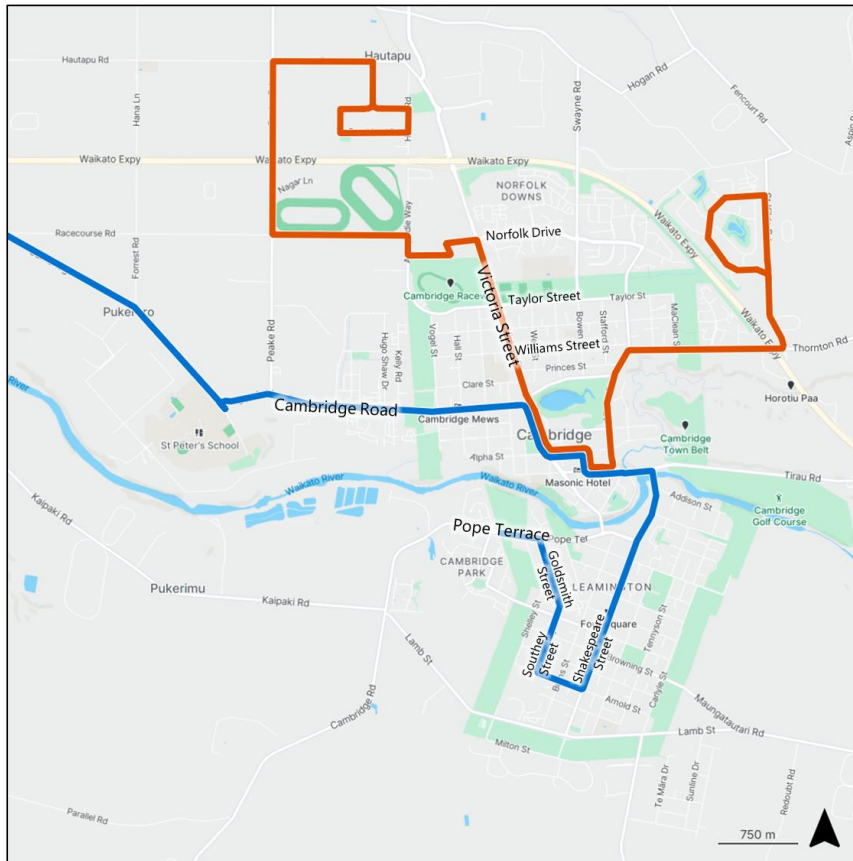 Hautapu Rd
Hautapu
Hogan Rd
Fencourt Rd
Hana Ln
Swayne Rd
Waikato Expy
Waikato Expy
Waikato Expy
Nagar Ln
NORFOLK
DOWNS
Waikato Expy
Racecourse Rd
Forrest Rd
Norfolk Drive
Victoria Street
Cambridge Race
Taylor Street
Taylor St
MacLean St
Waikato Expy
Peake Rd
Hugo Shaw Dr
Kelly Rd
Vogel St
Hall St
Williams Street
Bowen
Stafford St
Princes St
Thornton Rd
Clare St
Horotiu Paa
Cambridge Road
Cambridge Mews
Cambridge
Cambridge
Town Belt
St Peter's School
Alpha St
Masonic Hotel
Tirau Rd
River
Waikato River
Waikato River
Kaipaki Rd
Addison St
Cambridge
Golf Course
Pope Terrace
Pope Ter
CAMBRIDGE
PARK
Goldsmith
Street
LEAMINGTON
Pukerimu
Kaipaki Rd
Shelley St
Tennyson St
Lamb St
Southey
Street
Shakespeare
Street
Browning St
Carlyle St
Arnold St
Maungatautari Rd
Cambridge Rd
Lamb St
Milton St
Te Māra Dr
Sunline Dr
Redoubt Rd
Parallel Rd
750 m